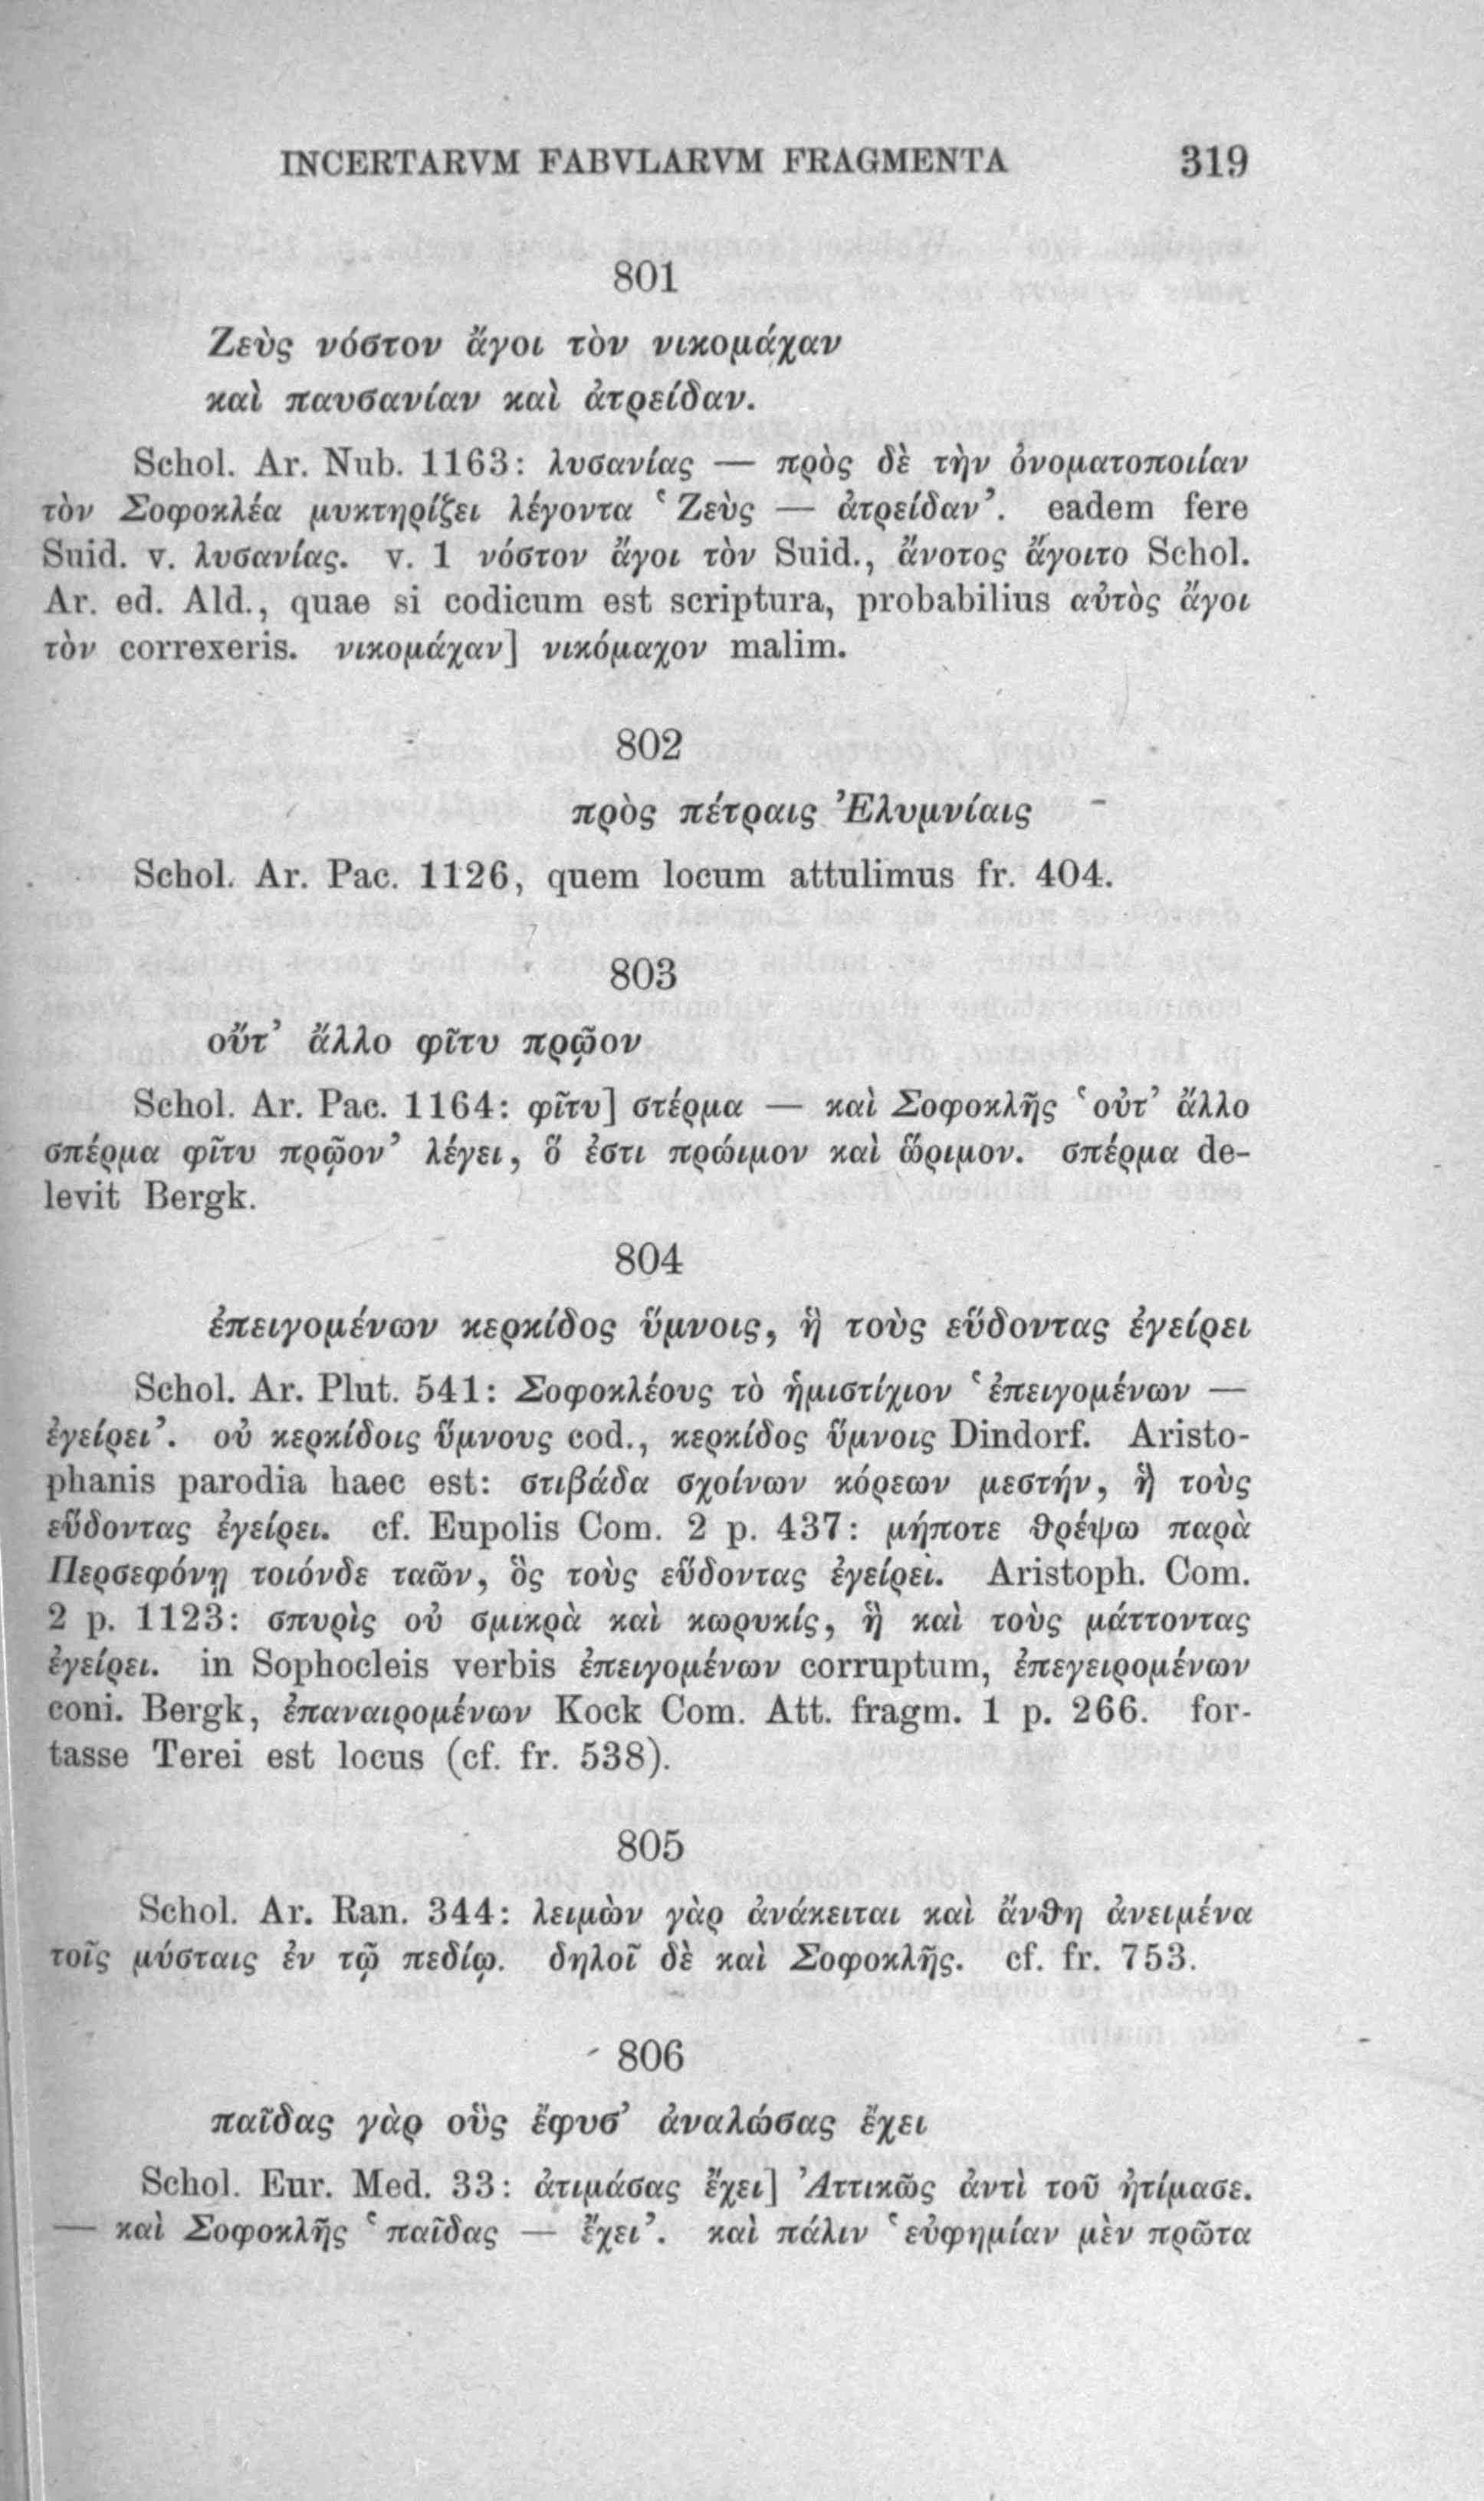 INCERTARVM FABVLARVM FRAGMENTA 319
801
Ζεὺς νόστον ἄγοι τὸν νικομάχαν
καὶ παυσανίαν καὶ ἀτρείδαν.
Schol. Ar. Nub. 1163: λυσανίας — πρὸς δὲ τὴν ὀνοματοποιίαν
τὸν Σοφοκλέα μυκτηρίζει λέγοντα ‘Ζεὺς — ἀτρείδαν’. eadem fere
Suid. v. λυσανίας. v. 1 νόστον ἄγοι τὸν Suid., ἄνοτος ἄγοιτο Schol.
Ar. ed. Ald., quae si codicum est scriptura, probabilius αὐτὸς ἄγοι
τὸν correxeris. νικομάχαν] νικόμαχον malim.
802
πρὸς πέτραις Ἐλυμνίαις
Schol. Ar. Pac. 1126, quem locum attulimus fr. 404.
803
οὔτ’ ἄλλο φῖτυ πρῷον
Schol. Ar. Pac. 1164: φῖτυ] στέρμα — καὶ Σοφοκλῆς ‘οὐτ’ ἄλλο
σπέρμα φῖτυ πρῷον’ λέγει, ὅ ἐστι πρώιμον καὶ ὥριμον. σπέρμα de-
levit Bergk.
804
ἐπειγομένων κερκίδος ὕμνοις, ἣ τοὺς εὕδοντας ἐγείρει
Schol. Ar. Plut. 541: Σοφοκλέους τὸ ἡμιστίχιον ‘ἐπειγομένων —
ἐγείρει’. οὐ κερκίδοις ὕμνους cod., κερκίδος ὕμνοις Dindorf. Aristo-
phanis parodia haec est: στιβάδα σχοίνων κόρεων μεστήν, ἣ τοὺς
εὕδοντας ἐγείρει. cf. Eupolis Com. 2 p. 437: μήποτε θρέψω παρὰ
Περσεφόνῃ τοιόνδε ταῶν, ὃς τοὺς εὕδοντας ἐγείρει. Aristoph. Com.
2 p. 1123: σπυρὶς οὐ σμικρὰ καὶ κωρυκίς, ἣ καὶ τοὺς μάττοντας
ἐγείρει. in Sophocleis verbis ἐπειγομένων corruptum, ἐπεγειρομένων
coni. Bergk, ἐπαναιρομένων Kock Com. Att. fragm. 1 p. 266. for-
tasse Terei est locus (cf. fr. 538).
805
Schol. Ar. Ran. 344: λειμὼν γὰρ ἀνάκειται καὶ ἄνθη ἀνειμένα
τοῖς μύσταις ἐν τῷ πεδίῳ. δηλοῖ δὲ καὶ Σοφοκλῆς. cf. fr. 753.
806
παῖδας γὰρ οὓς ἔφυσ’ ἀναλώσας ἔχει
Schol. Eur. Med. 33: ἀτιμάσας ἔχει] Ἀττικῶς ἀντὶ τοῦ ἠτίμασε.
— καὶ Σοφοκλῆς ‘παῖδας — ἔχει’. καὶ πάλιν ‘εὐφημίαν μὲν πρῶτα